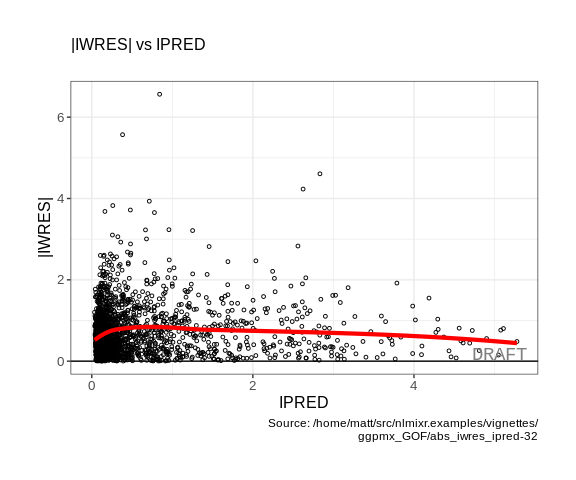 |IWRES| vs IPRED
|IWRES|
6
4
2
0
DRAFT
0 2 4
IPRED
Source: /home/matt/src/nlmixr.examples/vignettes/
ggpmx_GOF/abs_iwres_ipred-32